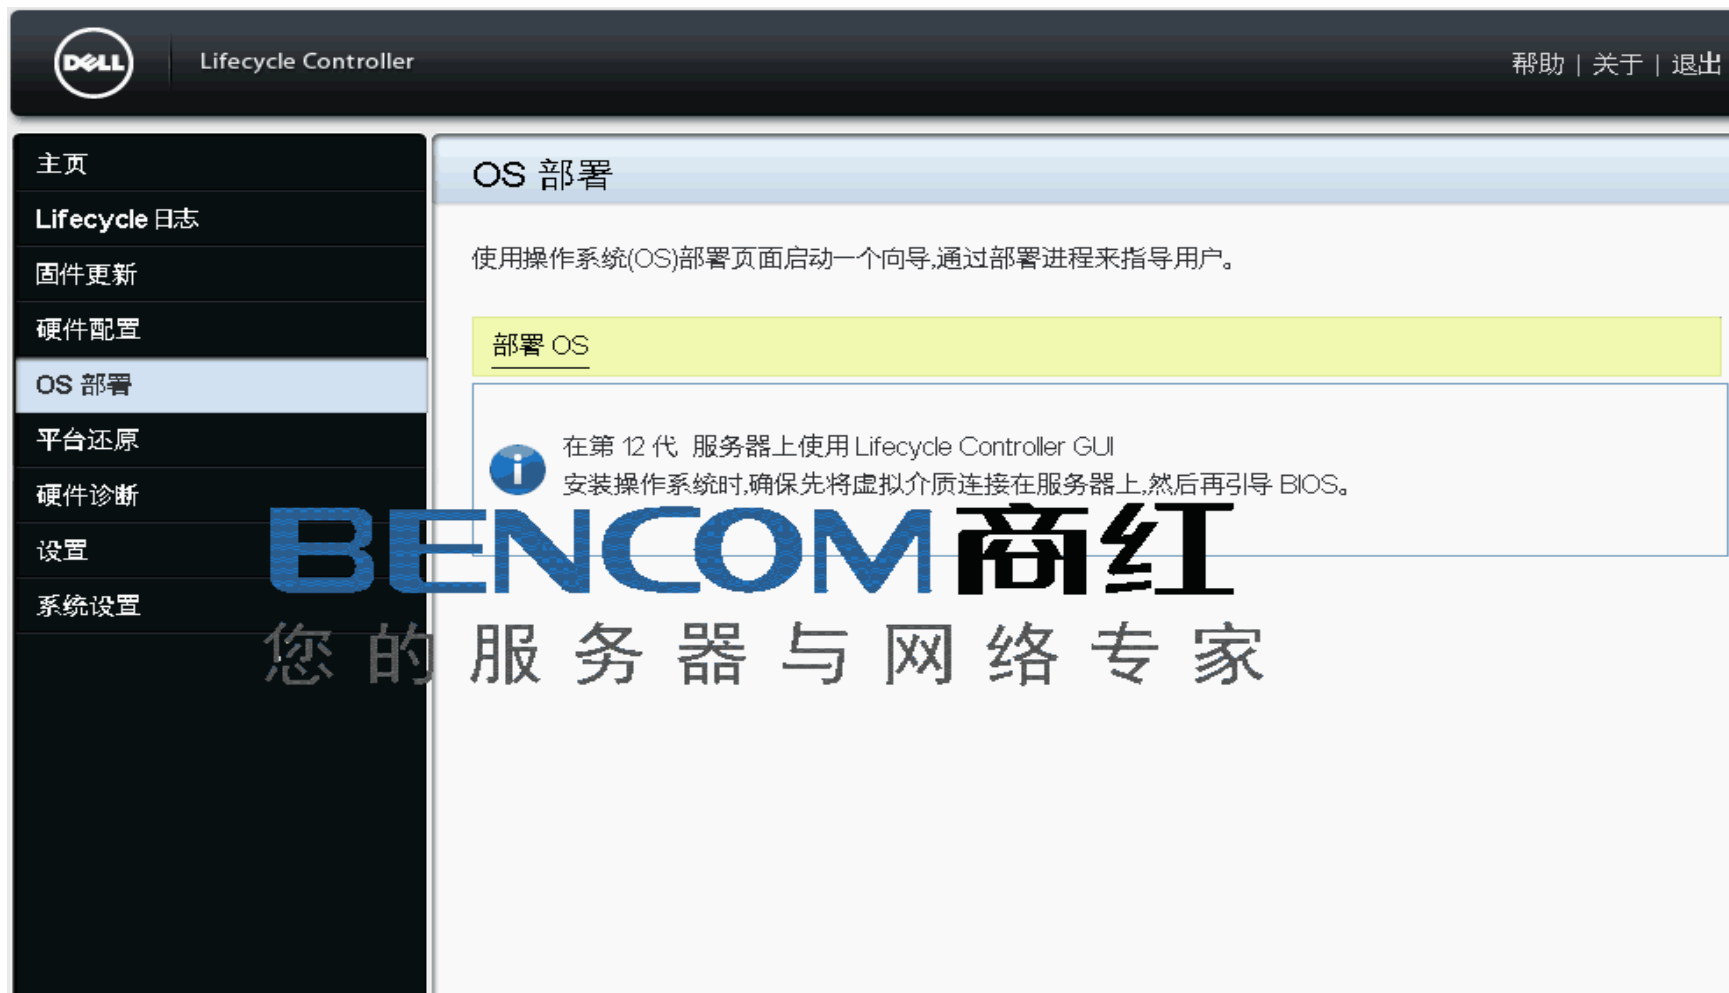 DELL
Lifecycle Controller
帮助 | 关于 | 退出
主页
Lifecycle 日志
固件更新
硬件配置
OS 部署
平台还原
硬件诊断
设置
系统设置
OS 部署
使用操作系统(OS)部署页面启动一个向导,通过部署进程来指导用户。
部署 OS
在第 12 代 服务器上使用 Lifecycle Controller GUI
安装操作系统时,确保先将虚拟介质连接在服务器上,然后再引导 BIOS。
BENCOM商红
您的服务器与网络专家